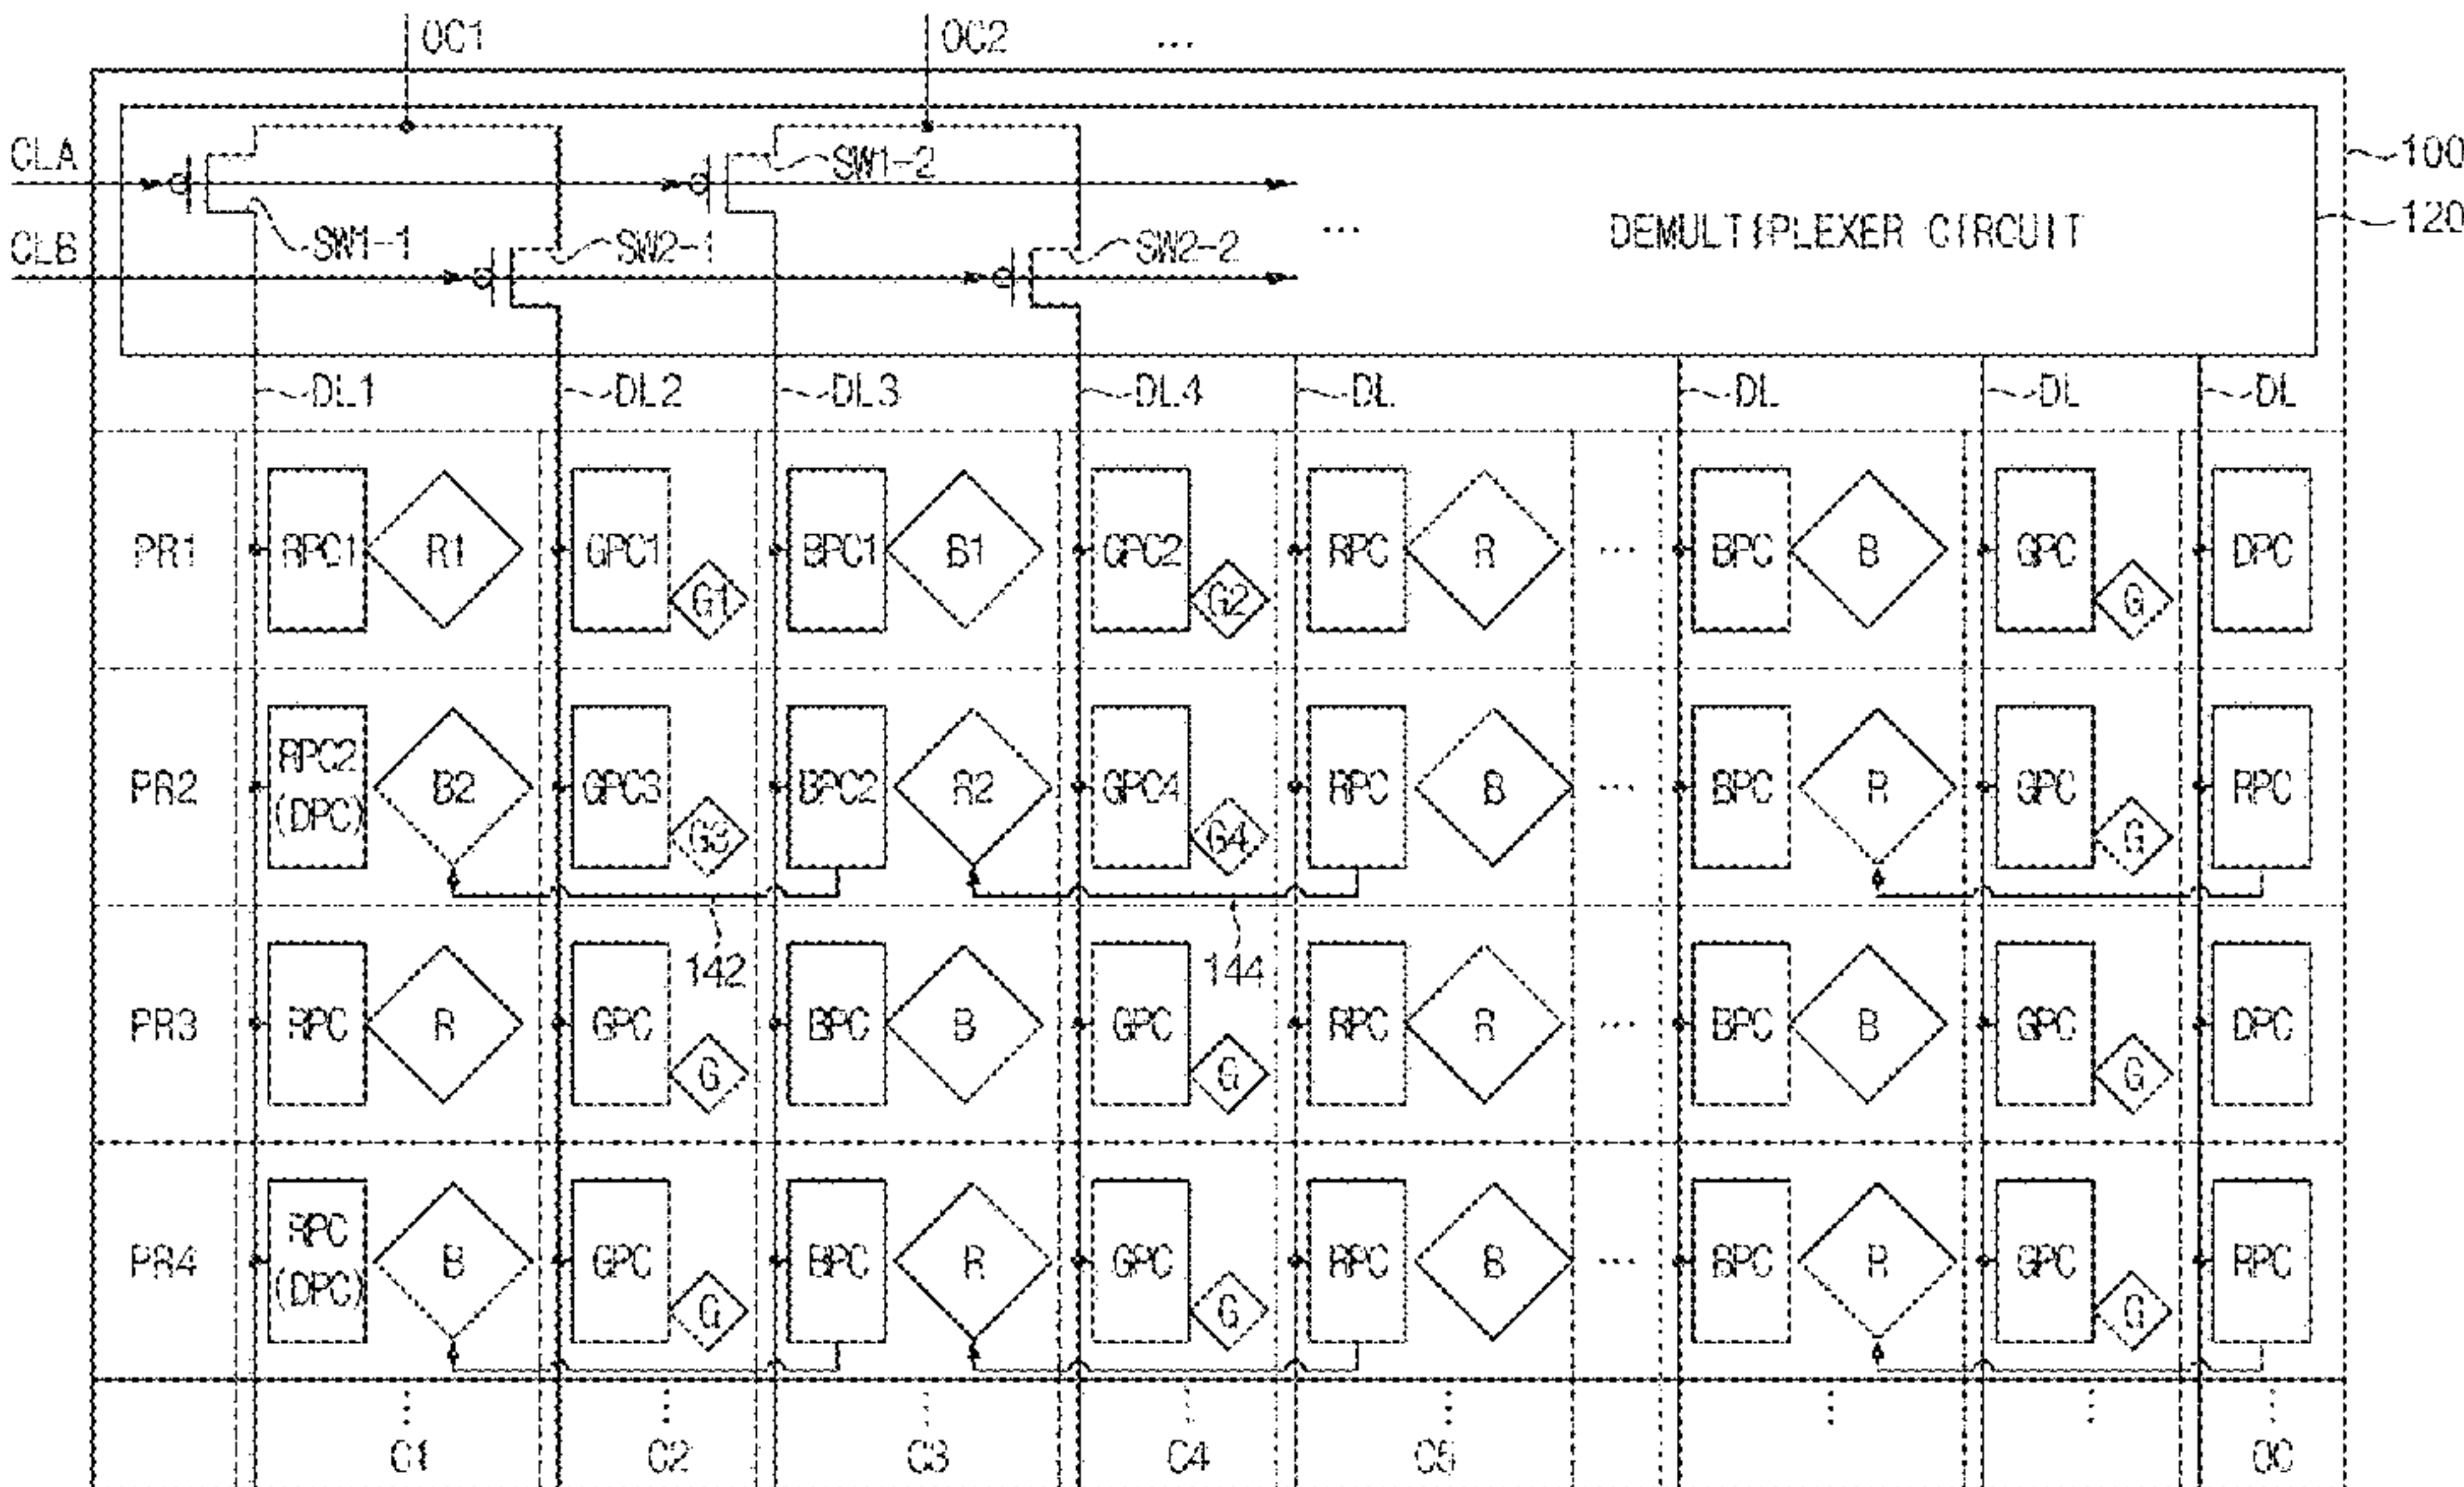 OC1 OC2 ...
CLA SW1-2 100
CLB SW1-1 SW2-1 SW2-2 ... DEMULTIPLEXER CIRCUIT 120
DL1 DL2 DL3 DL4 DL DL DL DL
PR1 RPC1 R1 GPC1 G1 BPC1 B1 GPC2 G2 RPC R ... BPC B GPC G DPC
PR2 RPC2 (DPC) B2 GPC3 G3 BPC2 R2 GPC4 G4 RPC B ... BPC R GPC G RPC
142 144
PR3 RPC R GPC G BPC B GPC G RPC R ... BPC B GPC G DPC
PR4 RPC (DPC) B GPC G BPC R GPC G RPC B ... BPC R GPC G RPC
C1 C2 C3 C4 C5 OC